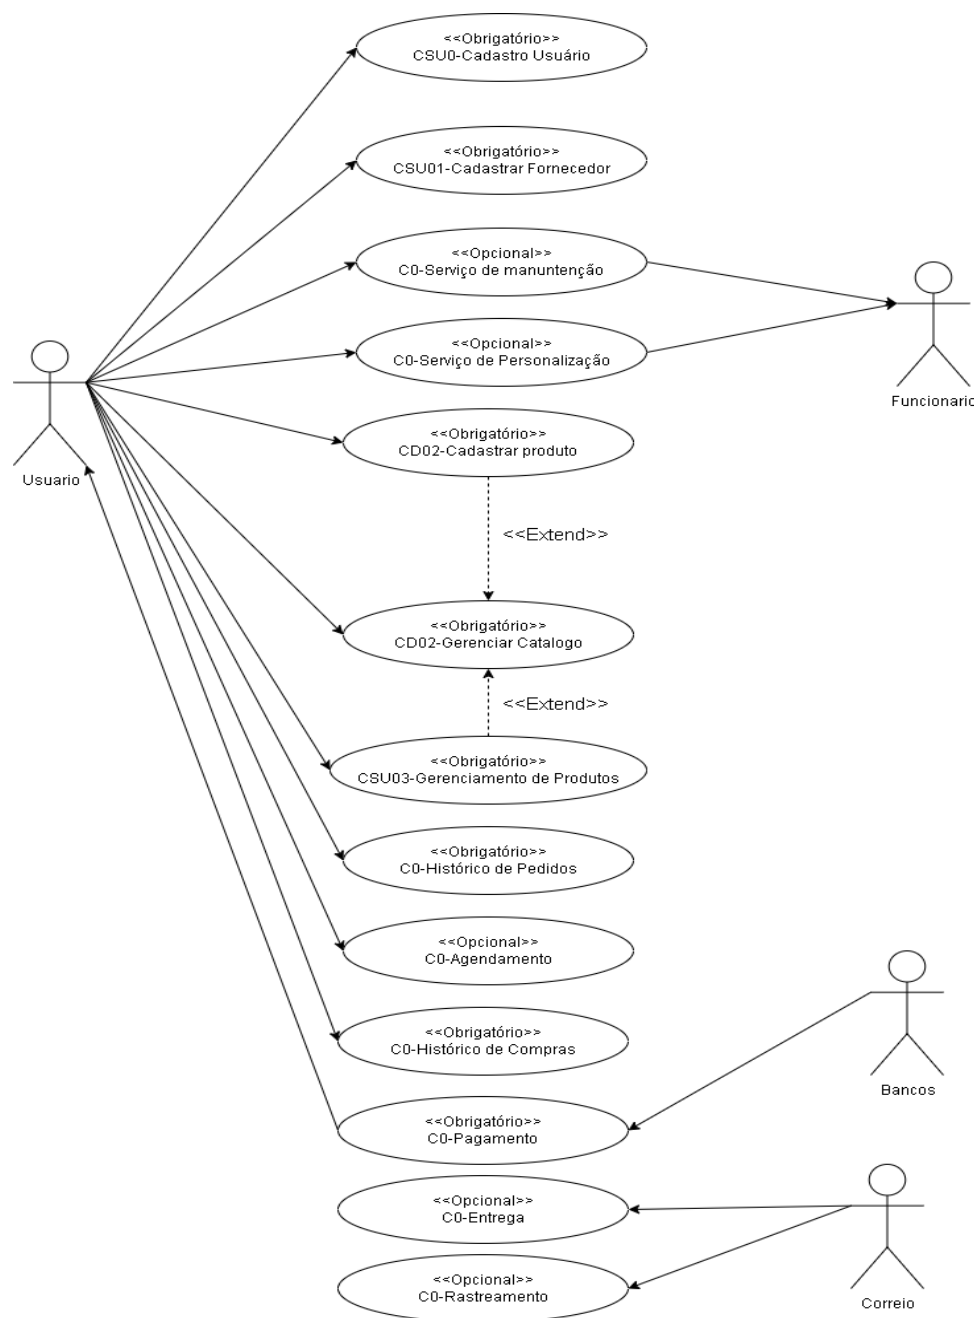 <<Obrigatório>>
CSU0-Cadastro Usuário
<<Obrigatório>>
CSU01-Cadastrar Fornecedor
<<Opcional>>
C0-Serviço de manuntenção
<<Opcional>>
C0-Serviço de Personalização
Funcionario
<<Obrigatório>>
CD02-Cadastrar produto
Usuario
<<Extend>>
<<Obrigatório>>
CD02-Gerenciar Catalogo
<<Extend>>
<<Obrigatório>>
CSU03-Gerenciamento de Produtos
<<Obrigatório>>
C0-Histórico de Pedidos
<<Opcional>>
C0-Agendamento
<<Obrigatório>>
C0-Histórico de Compras
Bancos
<<Obrigatório>>
C0-Pagamento
<<Opcional>>
C0-Entrega
<<Opcional>>
C0-Rastreamento
Correio